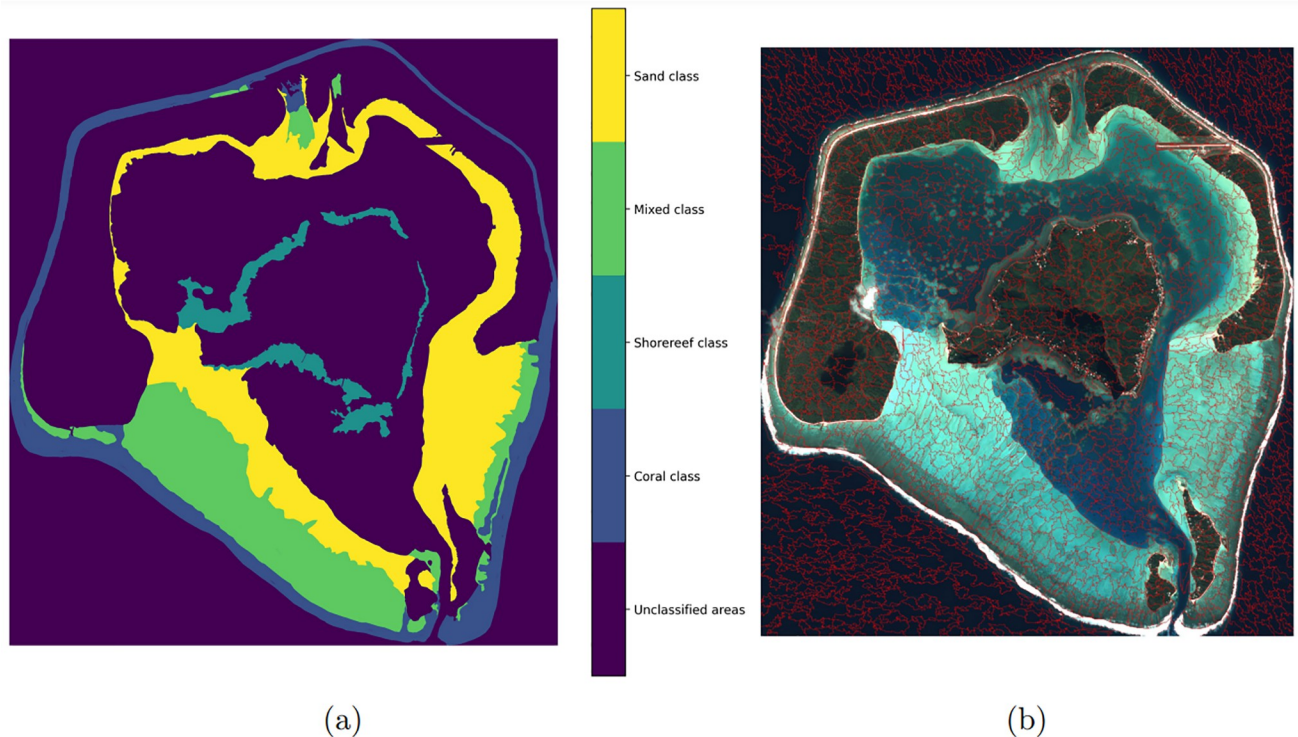 Sand class
Mixed class
Shorereef class
Coral class
Unclassified areas
(a)
(b)